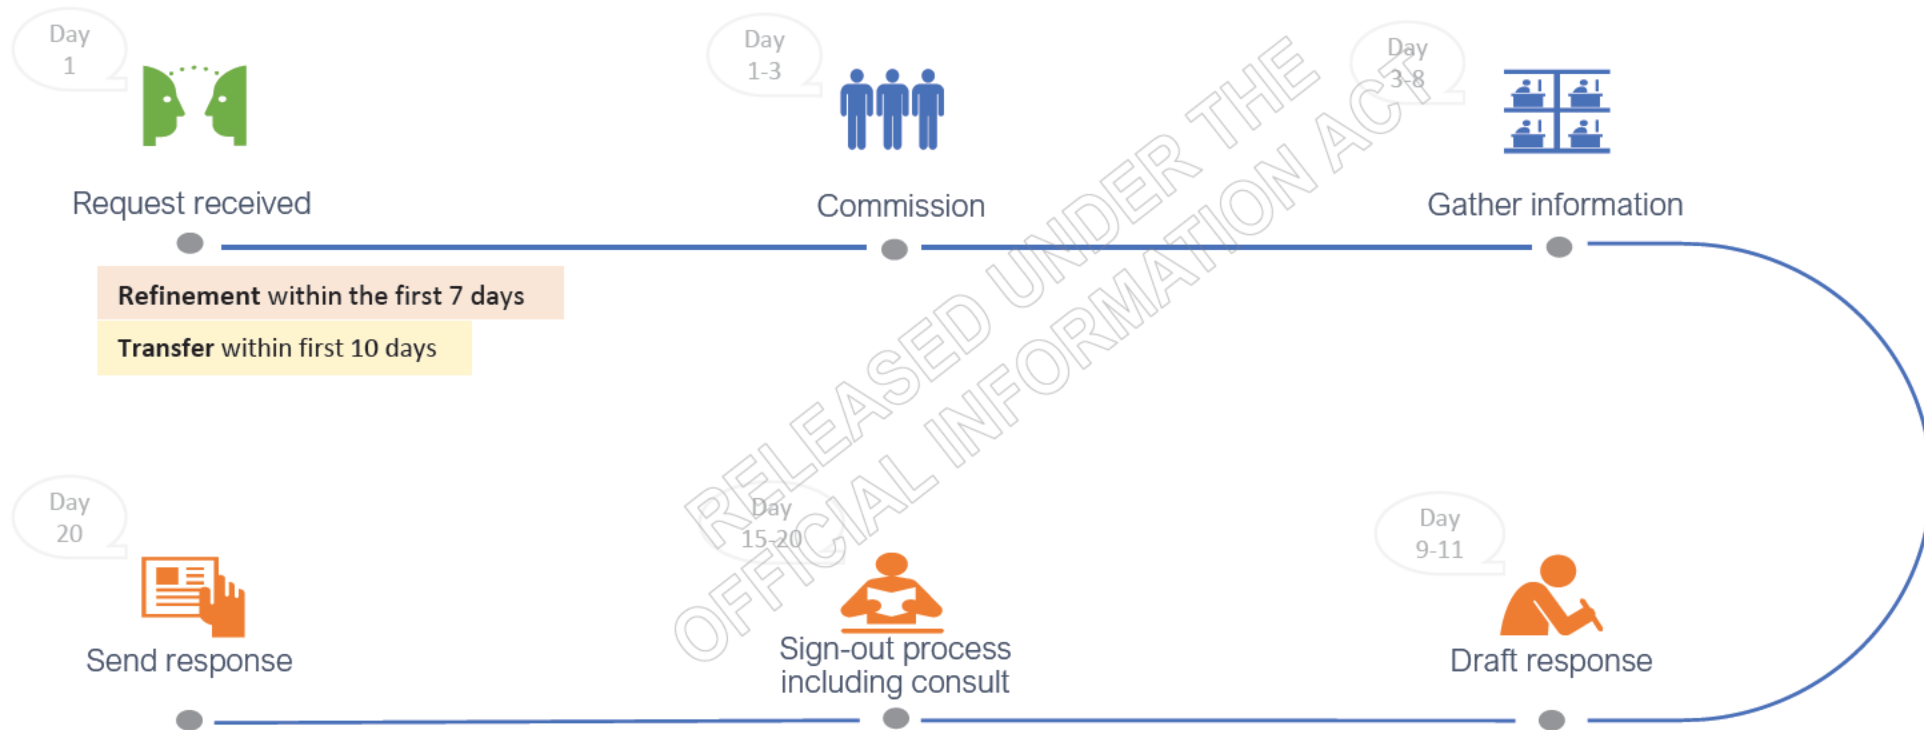 Day
1
Day
1-3
Day
3-8
Request received
Commission
Gather information
Refinement within the first 7 days
Transfer within first 10 days
RELEASED UNDER THE
OFFICIAL INFORMATION ACT
Day
20
Day
15-20
Day
9-11
Send response
Sign-out process
including consult
Draft response